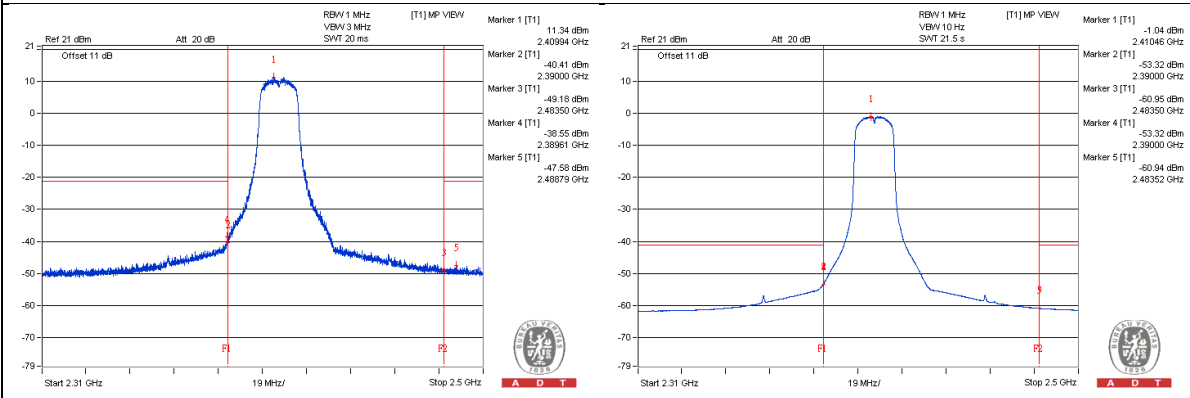 RBW 1 MHz
VBW 3 MHz
SWT 20 ms
[T1] MP VIEW
Ref 21 dBm
Att 20 dB
Offset 11 dB
Marker 1 [T1]
11.34 dBm
2.40994 GHz
Marker 2 [T1]
-40.41 dBm
2.39000 GHz
Marker 3 [T1]
-49.18 dBm
2.48350 GHz
Marker 4 [T1]
-38.55 dBm
2.38961 GHz
Marker 5 [T1]
-47.58 dBm
2.48879 GHz
21
10
0
-10
-20
-30
-40
-50
-60
-70
-79
1
4
3
5
F1
F2
Start 2.31 GHz
19 MHz/
Stop 2.5 GHz
BUREAU VERITAS
1828
A D T
RBW 1 MHz
VBW 10 Hz
SWT 21.5 s
[T1] MP VIEW
Ref 21 dBm
Att 20 dB
Offset 11 dB
Marker 1 [T1]
-1.04 dBm
2.41046 GHz
Marker 2 [T1]
-53.32 dBm
2.39000 GHz
Marker 3 [T1]
-60.95 dBm
2.48350 GHz
Marker 4 [T1]
-53.32 dBm
2.39000 GHz
Marker 5 [T1]
-60.94 dBm
2.48352 GHz
21
10
0
-10
-20
-30
-40
-50
-60
-70
-79
1
F1
F2
Start 2.31 GHz
19 MHz/
Stop 2.5 GHz
BUREAU VERITAS
1828
A D T